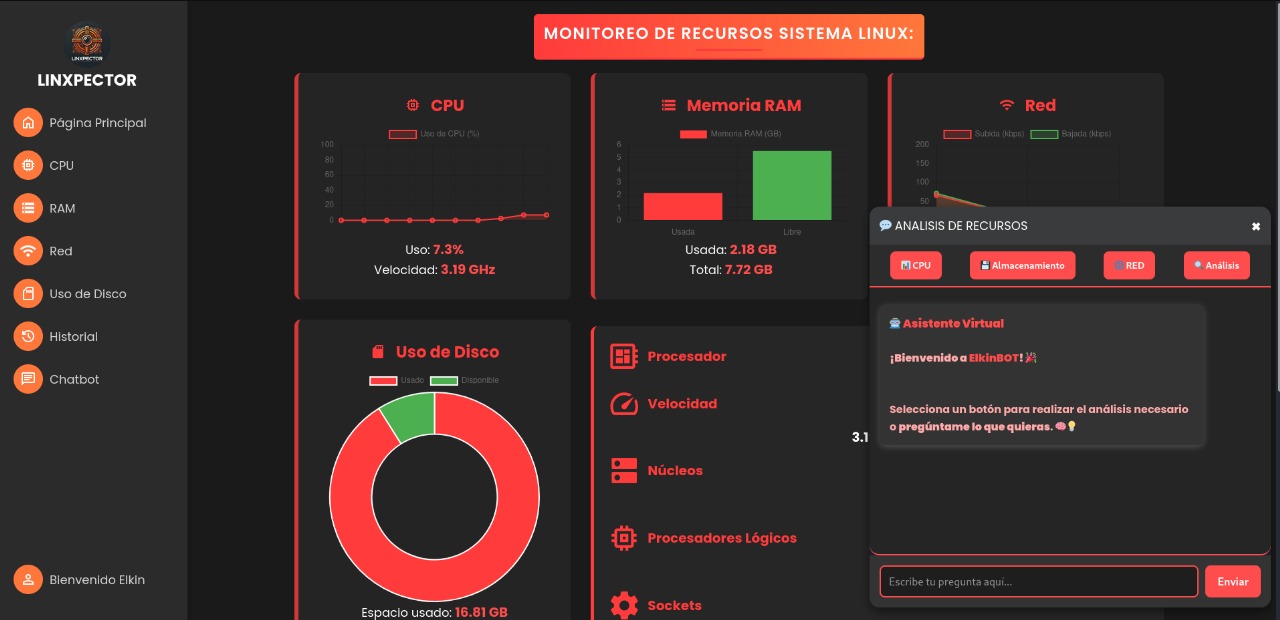 LINXPECTOR
LINXPECTOR
Página Principal
CPU
RAM
Red
Uso de Disco
Historial
Chatbot
Bienvenido Elkin
MONITOREO DE RECURSOS SISTEMA LINUX:
CPU
Uso de CPU (%)
100
80
60
40
20
0
Uso: 7.3%
Velocidad: 3.19 GHz
Memoria RAM
Memoria RAM (GB)
6
5
4
3
2
1
0
Usada Libre
Usada: 2.18 GB
Total: 7.72 GB
Red
Subida (kbps) Bajada (kbps)
200
150
100
50
Uso de Disco
Usado Disponible
Espacio usado: 16.81 GB
Procesador
Velocidad
3.1
Núcleos
Procesadores Lógicos
Sockets
ANALISIS DE RECURSOS
CPU
Almacenamiento
RED
Análisis
Asistente Virtual
¡Bienvenido a ElkinBOT!
Selecciona un botón para realizar el análisis necesario
o pregúntame lo que quieras.
Escribe tu pregunta aquí...
Enviar